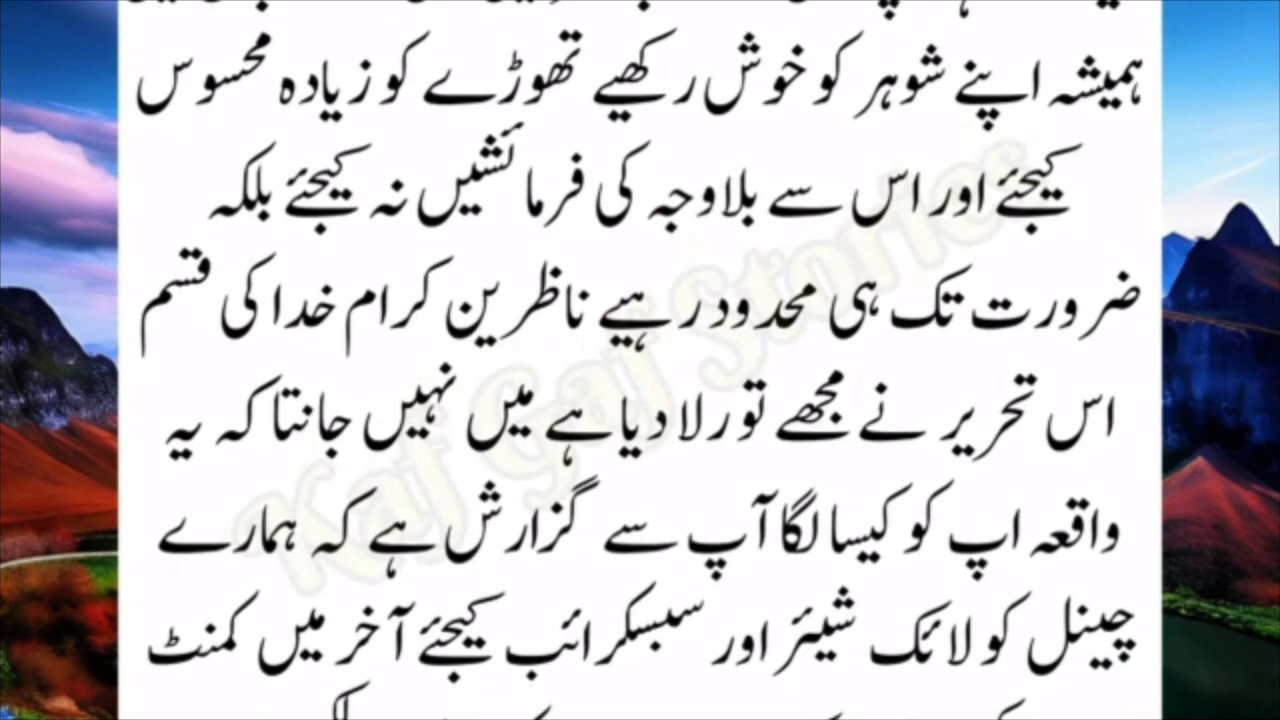 ہمیشہ اپنے شوہر کو خوش رکھیے تھوڑے کو زیادہ محسوس
کیجئے اور اس سے بلاوجہ کی فرمائشیں نہ کیجئے بلکہ
ضرورت تک ہی محدود رہیے ناظرین کرام خدا کی قسم
اس تحریر نے مجھے تو رلا دیا ہے میں نہیں جانتا کہ یہ
واقعہ اپ کو کیسا لگا آپ سے گزارش ہے کہ ہمارے
چینل کو لائک شیئر اور سبسکرائب کیجئے آخر میں کمنٹ
Kaf Gaf Stories